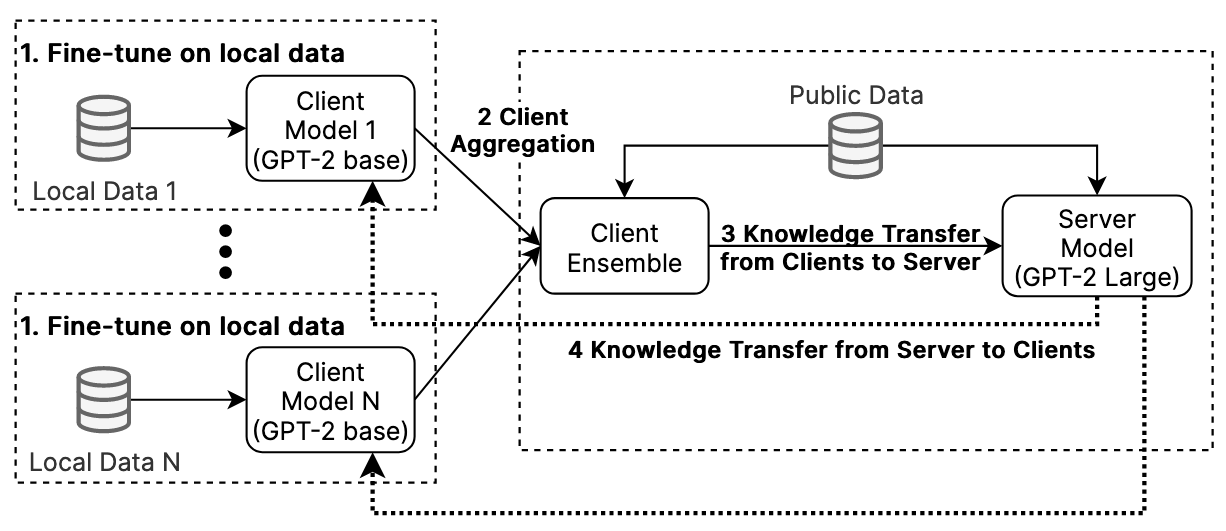 1. Fine-tune on local data
Client
Model 1
(GPT-2 base)
Local Data 1
2 Client
Aggregation
Public Data
Client
Ensemble
3 Knowledge Transfer
from Clients to Server
Server
Model
(GPT-2 Large)
4 Knowledge Transfer from Server to Clients
1. Fine-tune on local data
Client
Model N
(GPT-2 base)
Local Data N